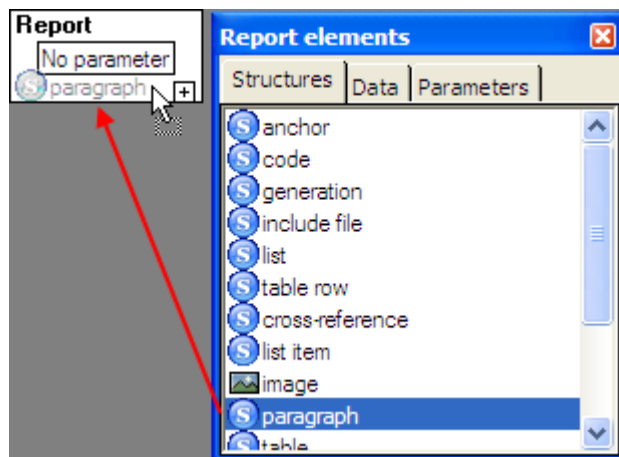 Report
No parameter
paragraph
Report elements
Structures
Data
Parameters
anchor
code
generation
include file
list
table row
cross-reference
list item
image
paragraph
table